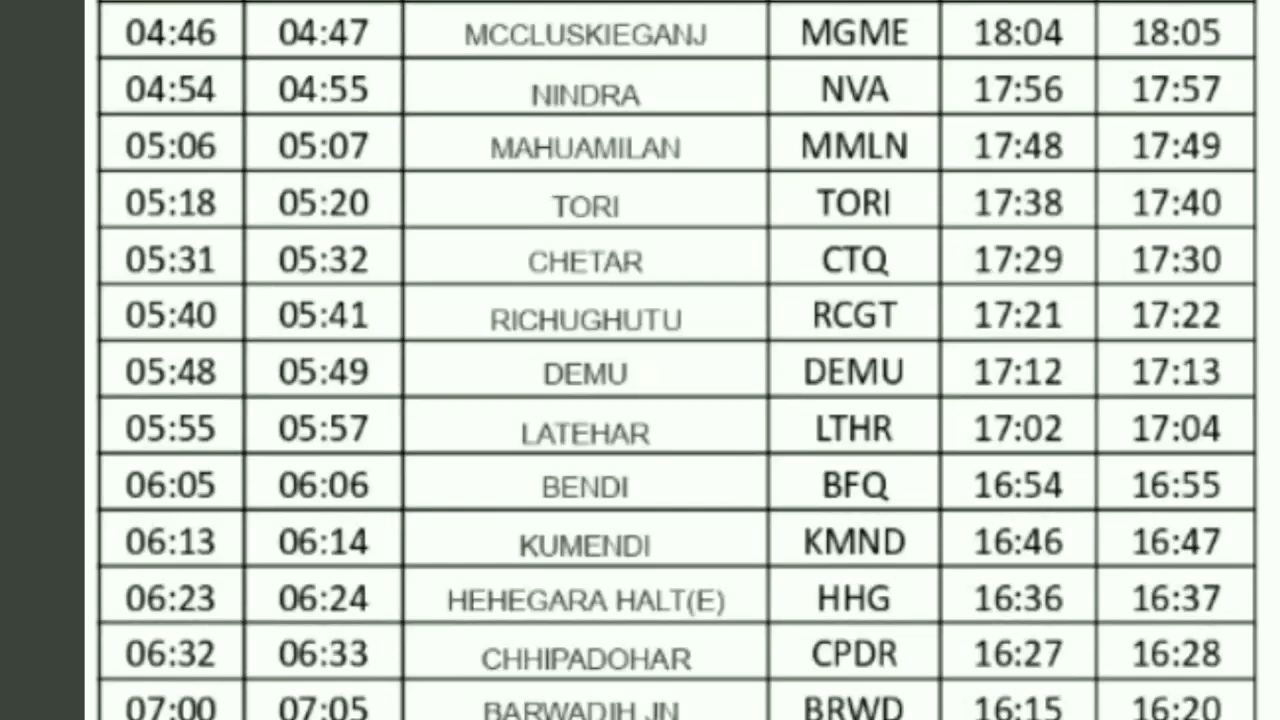 04:46 04:47 MCCLUSKIEGANJ MGME 18:04 18:05
04:54 04:55 NINDRA NVA 17:56 17:57
05:06 05:07 MAHUAMILAN MMLN 17:48 17:49
05:18 05:20 TORI TORI 17:38 17:40
05:31 05:32 CHETAR CTQ 17:29 17:30
05:40 05:41 RICHUGHUTU RCGT 17:21 17:22
05:48 05:49 DEMU DEMU 17:12 17:13
05:55 05:57 LATEHAR LTHR 17:02 17:04
06:05 06:06 BENDI BFQ 16:54 16:55
06:13 06:14 KUMENDI KMND 16:46 16:47
06:23 06:24 HEHEGARA HALT(E) HHG 16:36 16:37
06:32 06:33 CHHIPADOHAR CPDR 16:27 16:28
07:00 07:05 BARWADIH JN BRWD 16:15 16:20